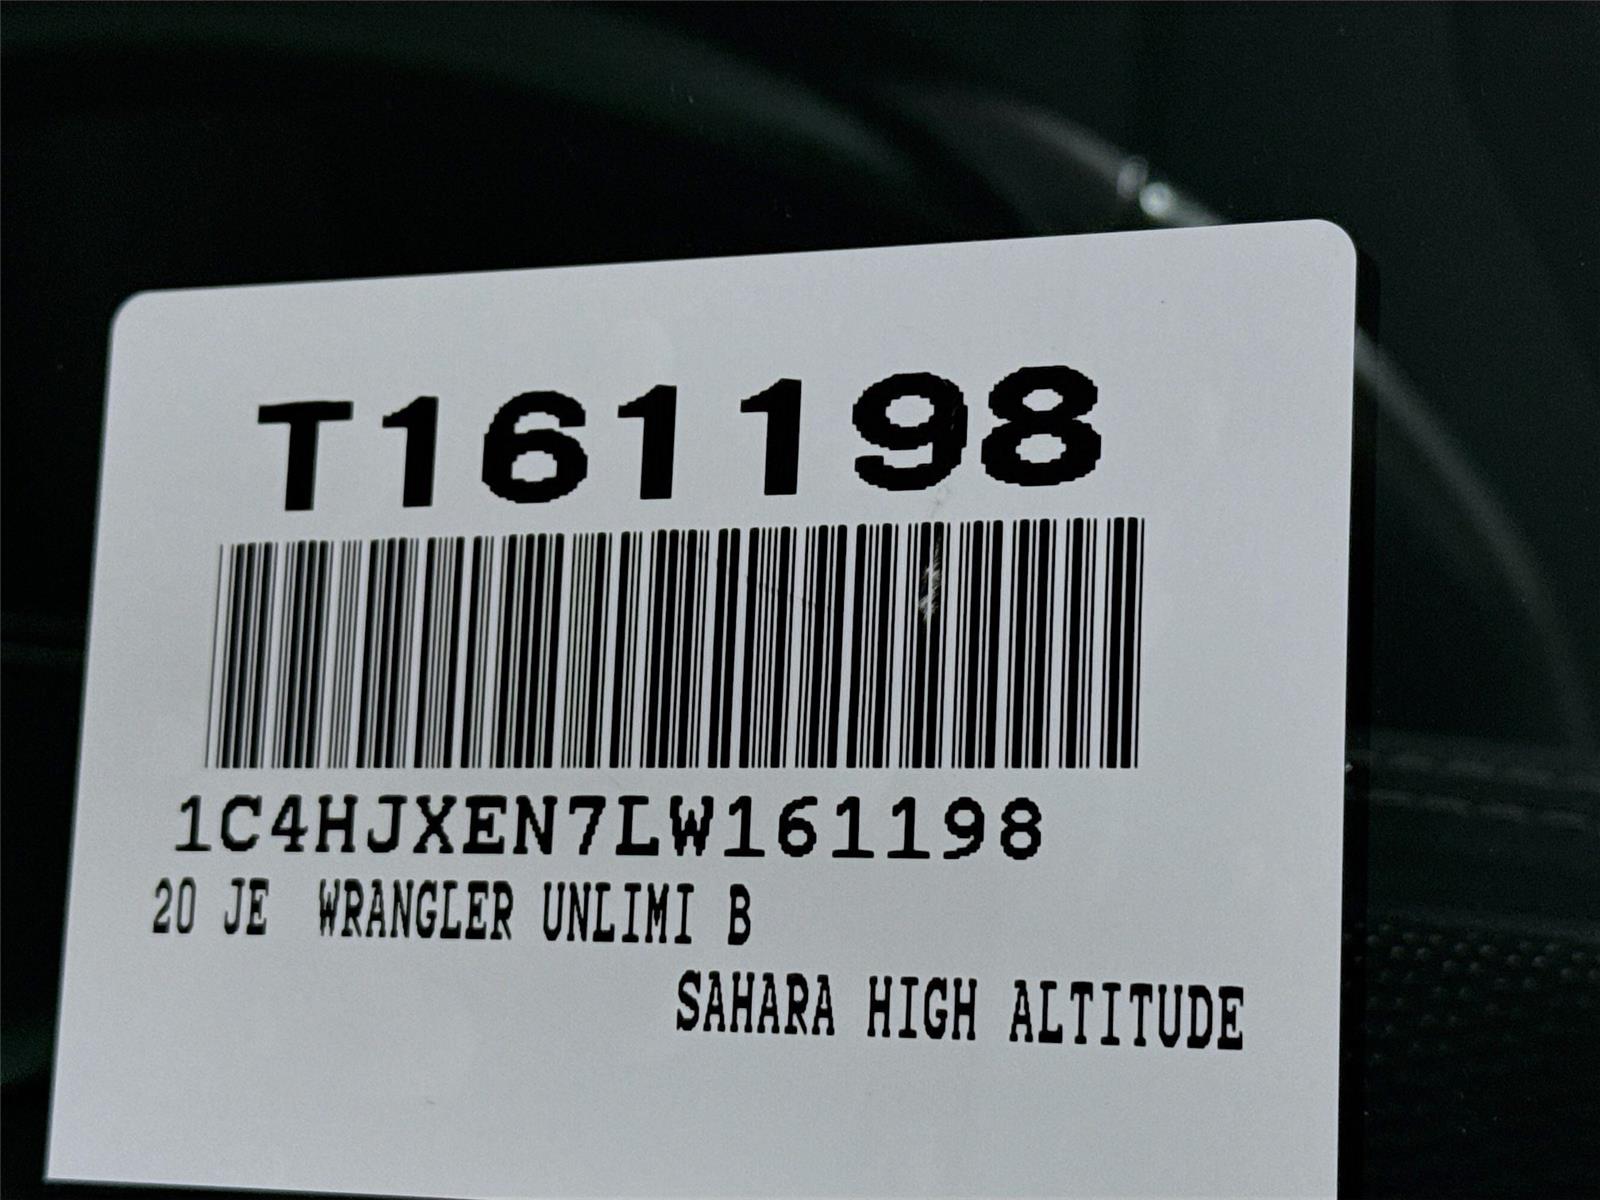 T161198
1C4HJXEN7LW161198
20 JE WRANGLER UNLIMI B
SAHARA HIGH ALTITUDE